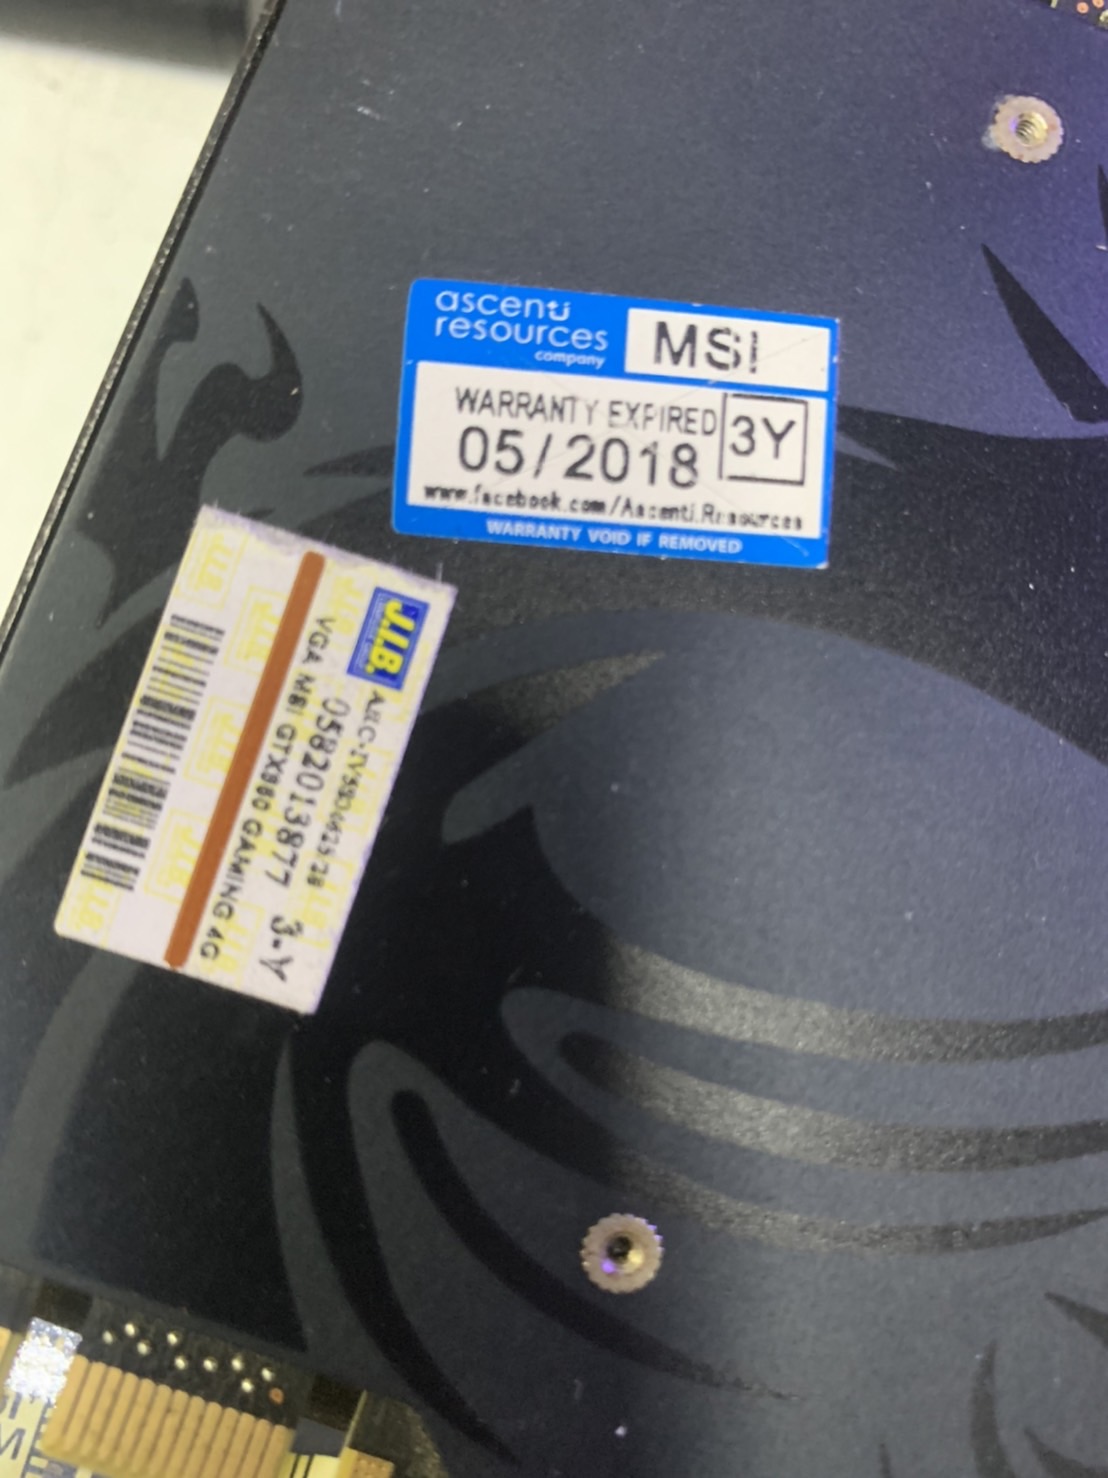 ascenti
resources
company
MSI
WARRANTY EXPIRED
3Y
05/2018
www.facebook.com/Ascenti.Resources
WARRANTY VOID IF REMOVED
J.I.B.
0582013877 3-Y
VGA MSI GTX960 GAMING 4G